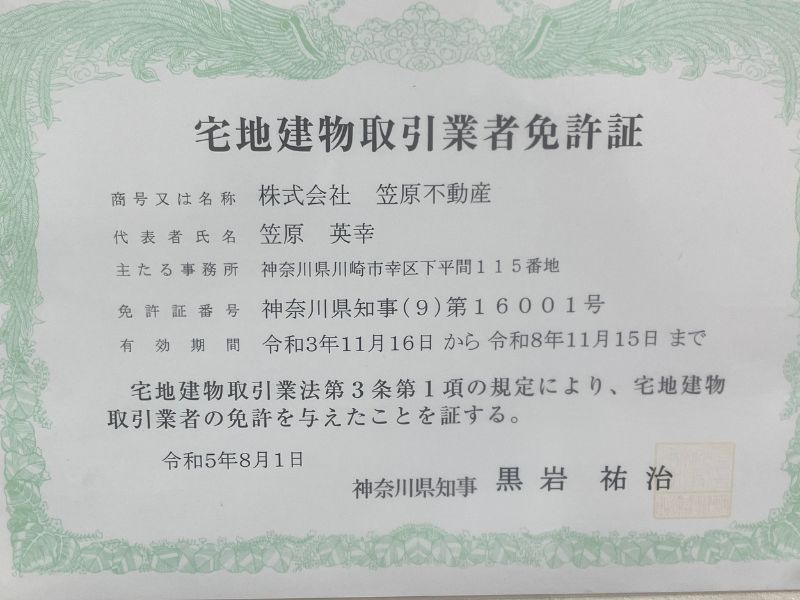 宅地建物取引業者免許証
商号又は名称 株式会社 笠原不動産
代表者氏名 笠原 英幸
主たる事務所 神奈川県川崎市幸区下平間115番地
免許証番号 神奈川県知事(9)第16001号
有効期間 令和3年11月16日 から 令和8年11月15日 まで
宅地建物取引業法第3条第1項の規定により、宅地建物
取引業者の免許を与えたことを証する。
令和5年8月1日
神奈川県知事 黒岩 祐治